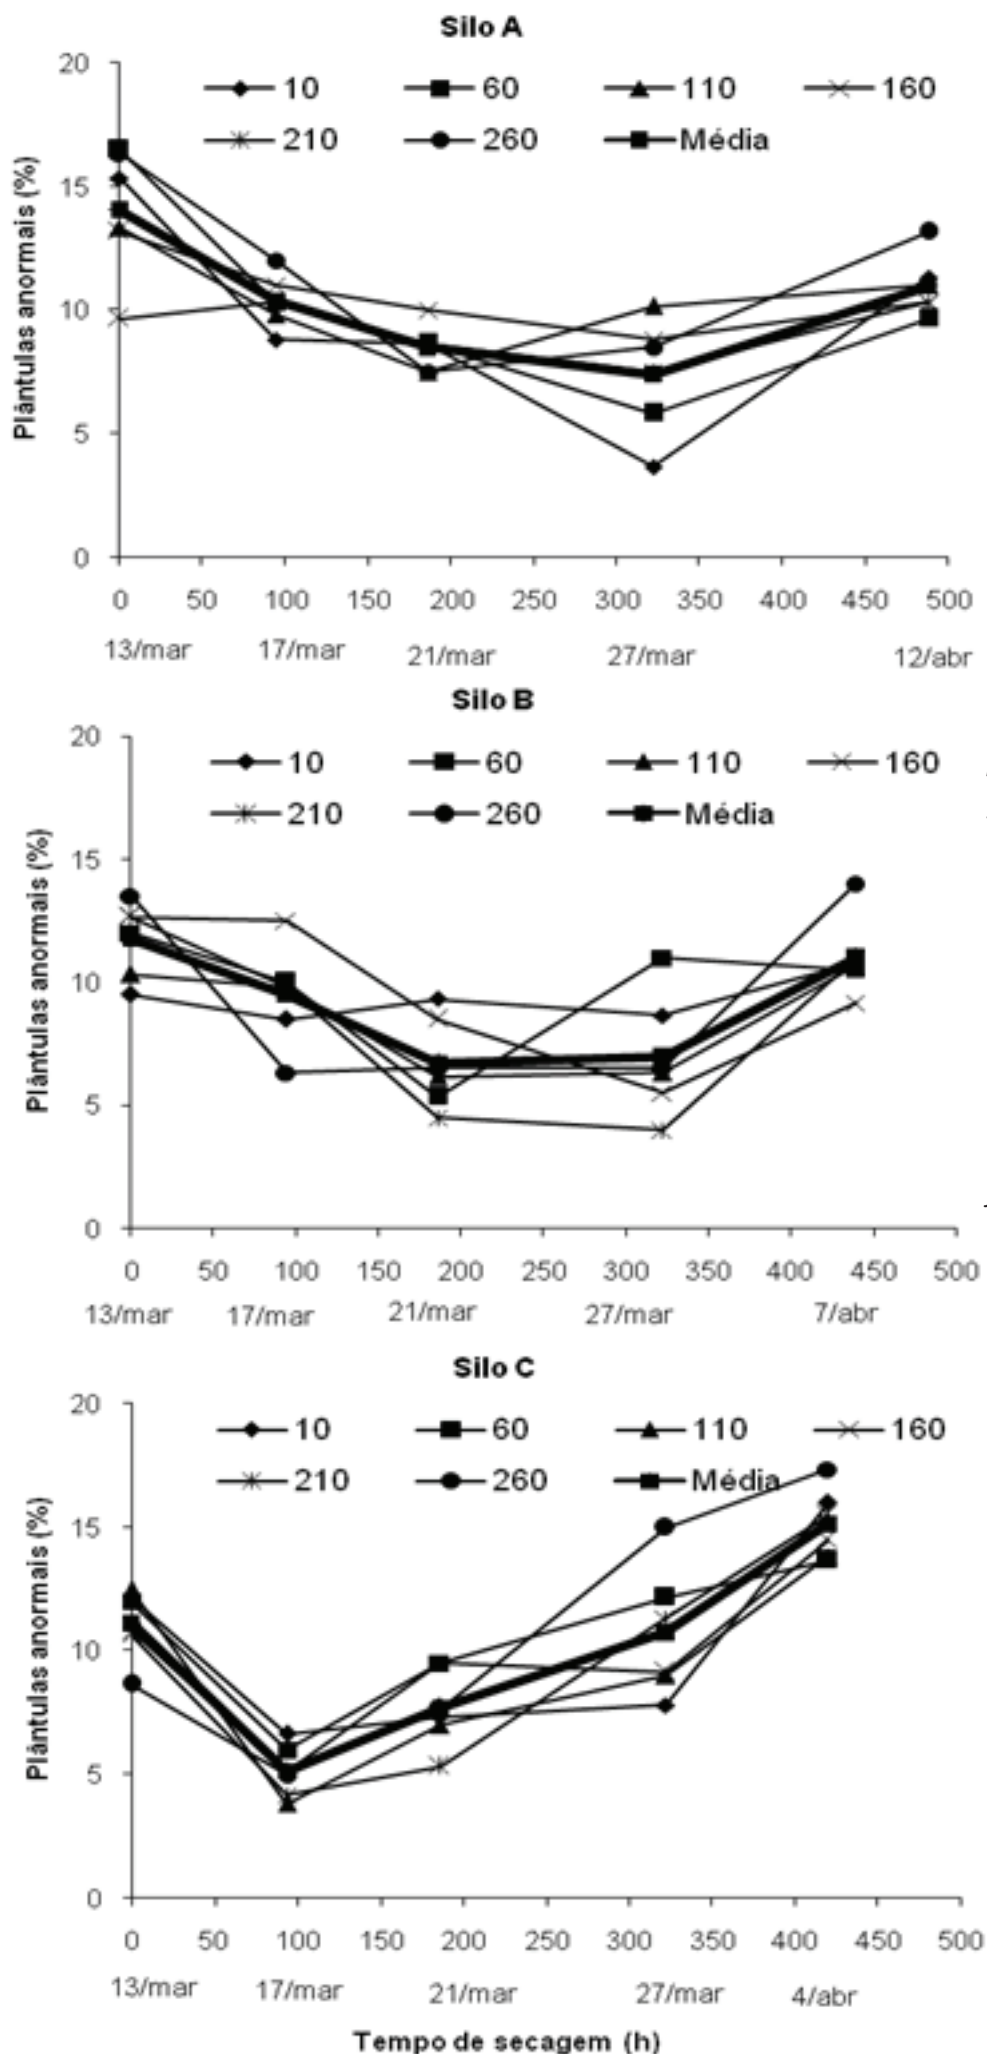 Silo A
20
10 60 110 160
210 260 Média
15
10
5
0
Plântulas anormais (%)
0 50 100 150 200 250 300 350 400 450 500
13/mar 17/mar 21/mar 27/mar 12/abr
Silo B
20
10 60 110 160
210 260 Média
15
10
5
0
Plântulas anormais (%)
0 50 100 150 200 250 300 350 400 450 500
13/mar 17/mar 21/mar 27/mar 7/abr
Silo C
20
10 60 110 160
210 260 Média
15
10
5
0
Plântulas anormais (%)
0 50 100 150 200 250 300 350 400 450 500
13/mar 17/mar 21/mar 27/mar 4/abr
Tempo de secagem (h)